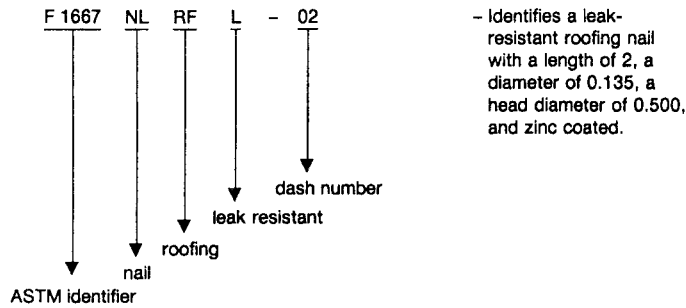 F 1667 NL RF L - 02
– Identifies a leak-
resistant roofing nail
with a length of 2, a
diameter of 0.135, a
head diameter of 0.500,
and zinc coated.
dash number
leak resistant
roofing
nail
ASTM identifier